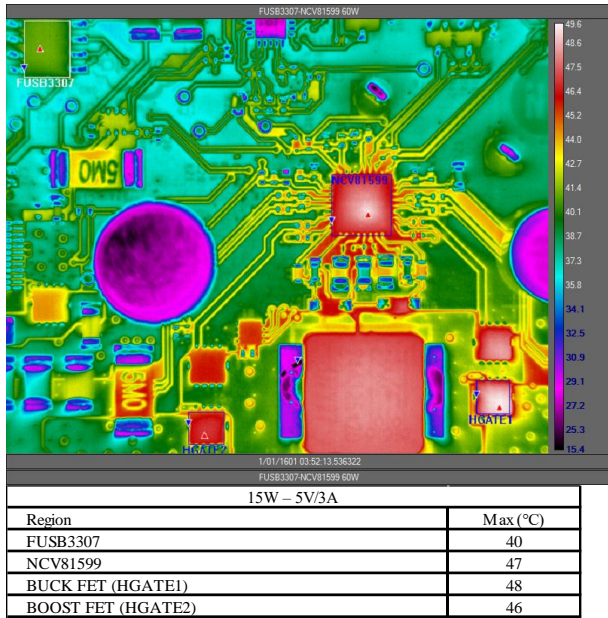 FUSB3307-NCV81599 60W
49.6
48.6
47.5
46.4
45.2
44.0
42.7
41.4
40.1
38.7
37.3
35.8
34.1
32.5
30.9
29.1
27.2
25.3
15.4
FUSB3307
5MO
NCV81599
5MO
HGATE1
HGATE2
1/01/1601 03:52:13:536322
FUSB3307-NCV81599 60W
15W – 5V/3A
Region Max (°C)
FUSB3307 40
NCV81599 47
BUCK FET (HGATE1) 48
BOOST FET (HGATE2) 46